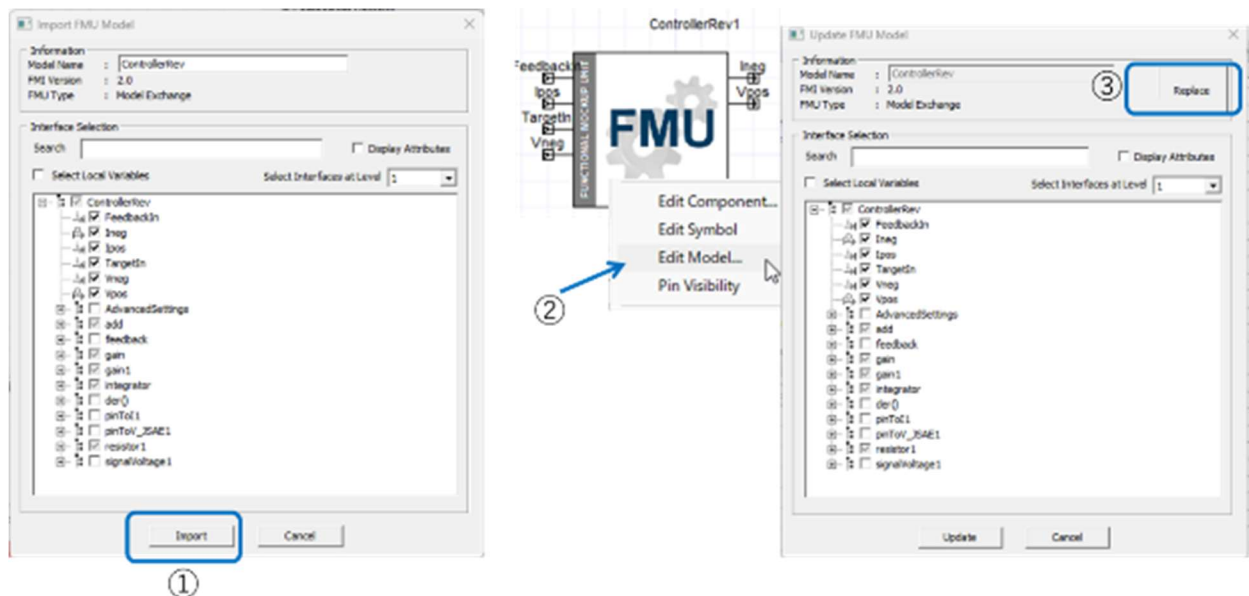 Import FMU Model
Information
Model Name : ControllerRev
FMI Version : 2.0
FMU Type : Model Exchange
Interface Selection
Search
Display Attributes
Select Local Variables
Select Interfaces at Level 1
ControllerRev
FeedbackIn
Ineg
Ipos
TargetIn
Vneg
Vpos
AdvancedSettings
add
feedback
gain
gain1
integrator
der()
pinToI1
pinToV_JSAE1
resistor1
signalVoltage1
Import
Cancel
①
ControllerRev1
FeedbackIn
Ipos
TargetIn
Vneg
FUNCTIONAL MOCKUP UNIT
FMU
Ineg
Vpos
Edit Component...
Edit Symbol
Edit Model...
Pin Visibility
②
Update FMU Model
Information
Model Name : ControllerRev
FMI Version : 2.0
FMU Type : Model Exchange
③
Replace
Interface Selection
Search
Display Attributes
Select Local Variables
Select Interfaces at Level 1
ControllerRev
FeedbackIn
Ineg
Ipos
TargetIn
Vneg
Vpos
AdvancedSettings
add
feedback
gain
gain1
integrator
der()
pinToI1
pinToV_JSAE1
resistor1
signalVoltage1
Update
Cancel